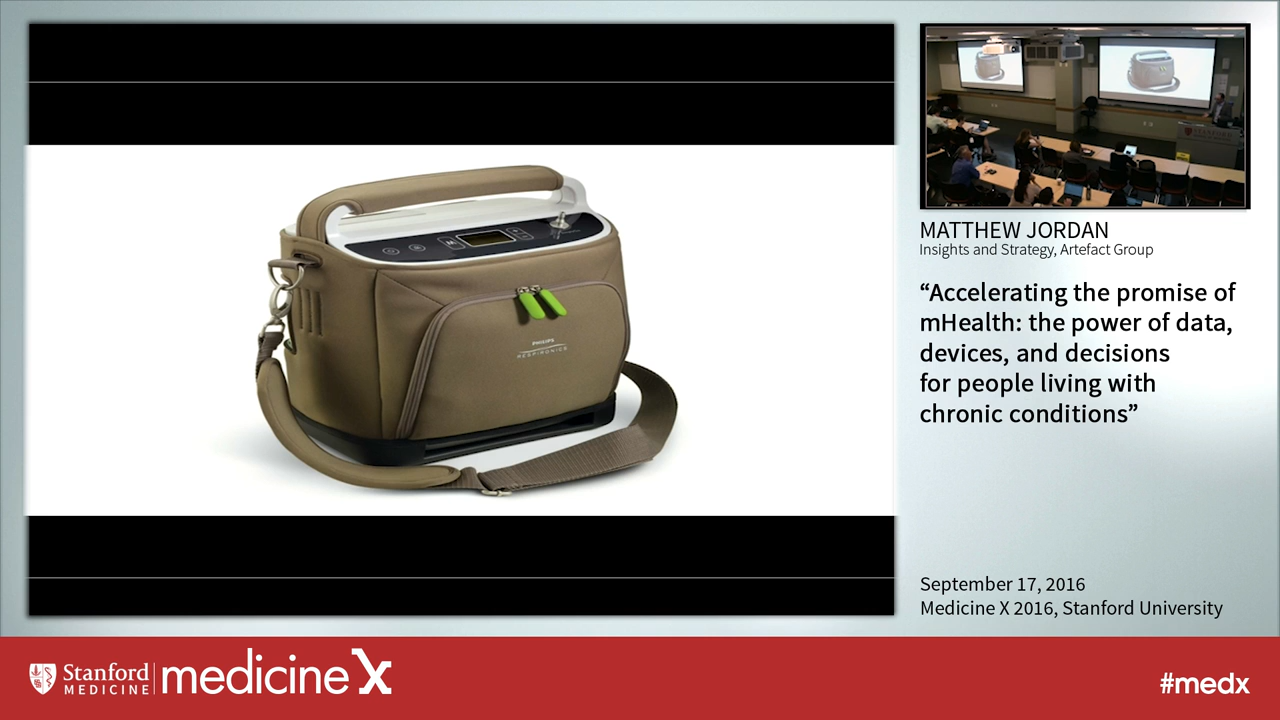 PHILIPS
RESPIRONICS
STANFORD
MATTHEW JORDAN
Insights and Strategy, Artefact Group
“Accelerating the promise of
mHealth: the power of data,
devices, and decisions
for people living with
chronic conditions”
September 17, 2016
Medicine X 2016, Stanford University
Stanford
MEDICINE
medicine X
#medx